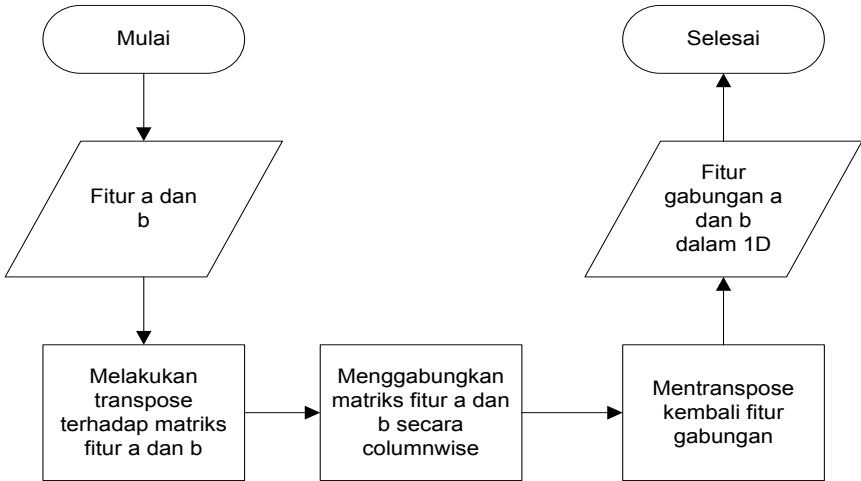 Mulai
Fitur a dan
b
Melakukan
transpose
terhadap matriks
fitur a dan b
Menggabungkan
matriks fitur a dan
b secara
columnwise
Mentranspose
kembali fitur
gabungan
Fitur
gabungan a
dan b
dalam 1D
Selesai